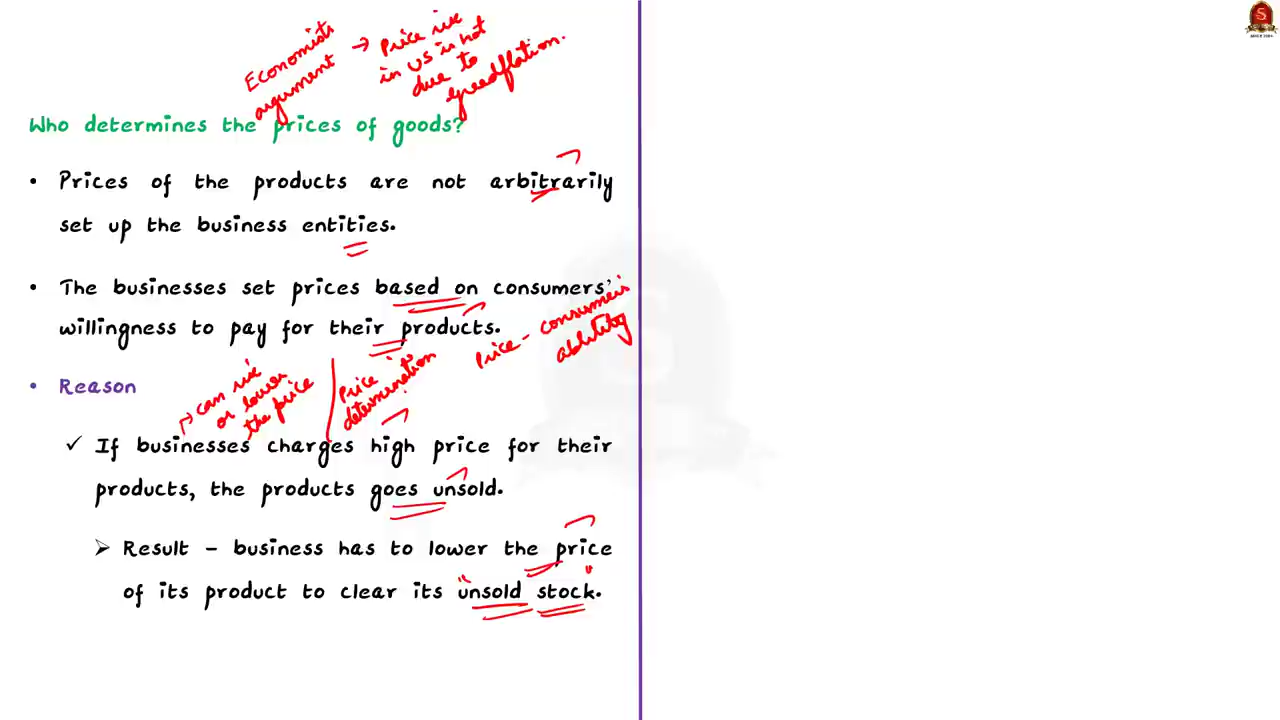 Economists
argument → Price rise
in US is not
due to
greedflation.
Who determines the prices of goods?
• Prices of the products are not arbitrarily
set up the business entities.
• The businesses set prices based on consumers'
willingness to pay for their products.
Price - consumer's
ability
• Reason
can rise
or lower
the price
Price
determination
✓ If businesses charges high price for their
products, the products goes unsold.
➢ Result – business has to lower the price
of its product to clear its "unsold stock."
S